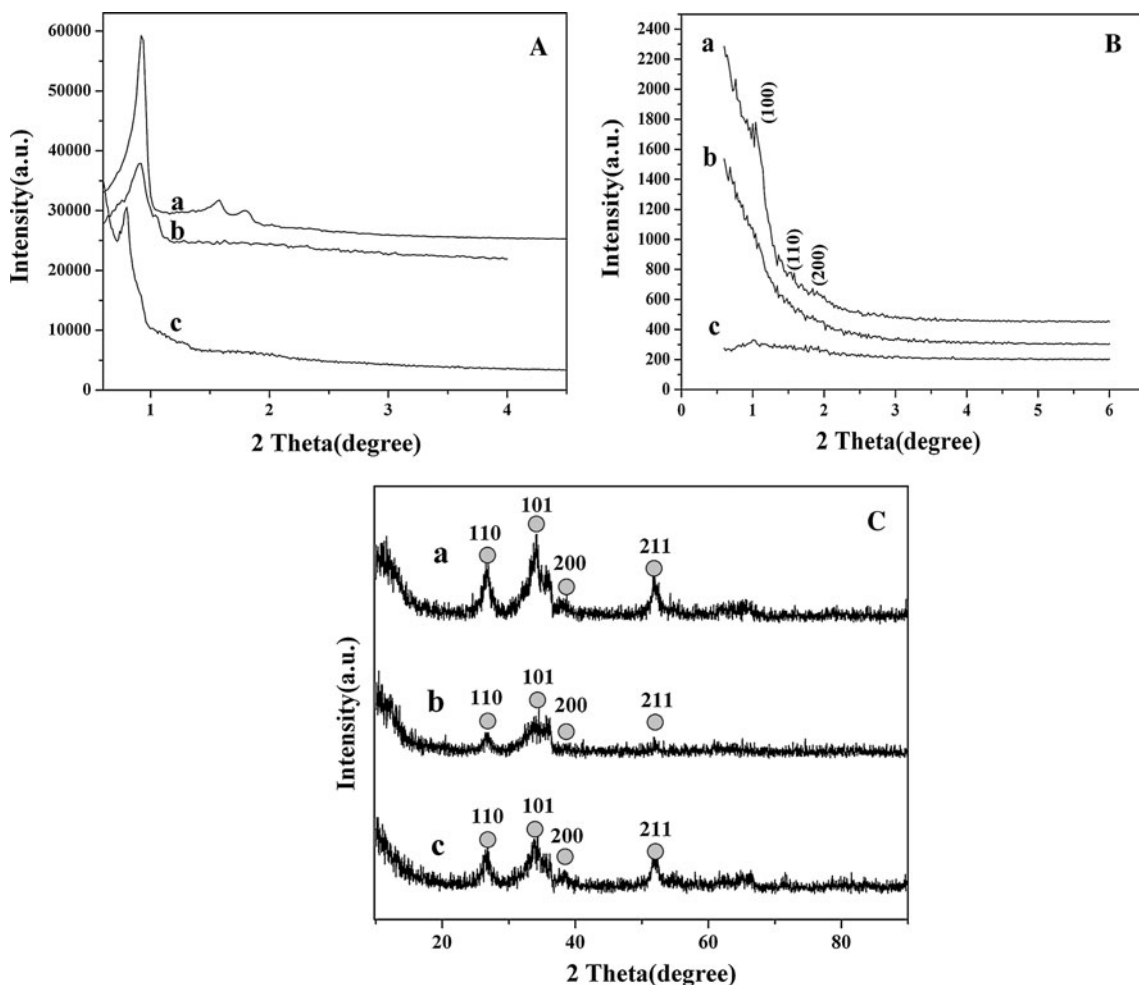 A
60000
50000
40000
30000
20000
10000
0
Intensity(a.u.)
a
b
c
1 2 3 4
2 Theta(degree)
B
2400
2200
2000
1800
1600
1400
1200
1000
800
600
400
200
0
Intensity(a.u.)
a
b
c
(100)
(110)
(200)
0 1 2 3 4 5 6
2 Theta(degree)
C
Intensity(a.u.)
a
110
101
200
211
b
110
101
200
211
c
110
101
200
211
20 40 60 80
2 Theta(degree)